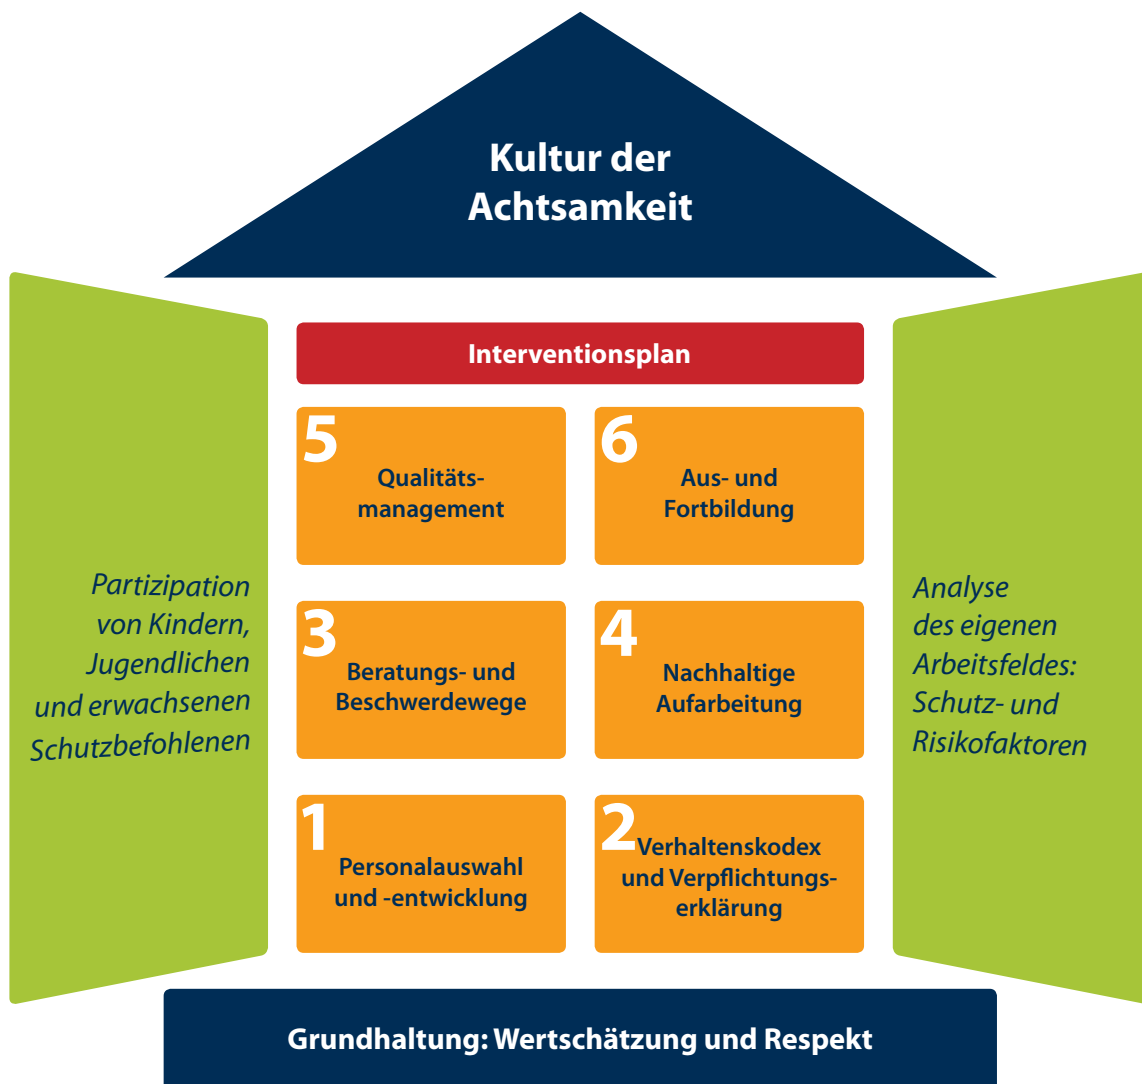 Kultur der
Achtsamkeit
Partizipation
von Kindern,
Jugendlichen
und erwachsenen
Schutzbefohlenen
Interventionsplan
5
Qualitäts-
management
6
Aus- und
Fortbildung
3
Beratungs- und
Beschwerdewege
4
Nachhaltige
Aufarbeitung
1
Personalauswahl
und -entwicklung
2
Verhaltenskodex
und Verpflichtungs-
erklärung
Analyse
des eigenen
Arbeitsfeldes:
Schutz- und
Risikofaktoren
Grundhaltung: Wertschätzung und Respekt